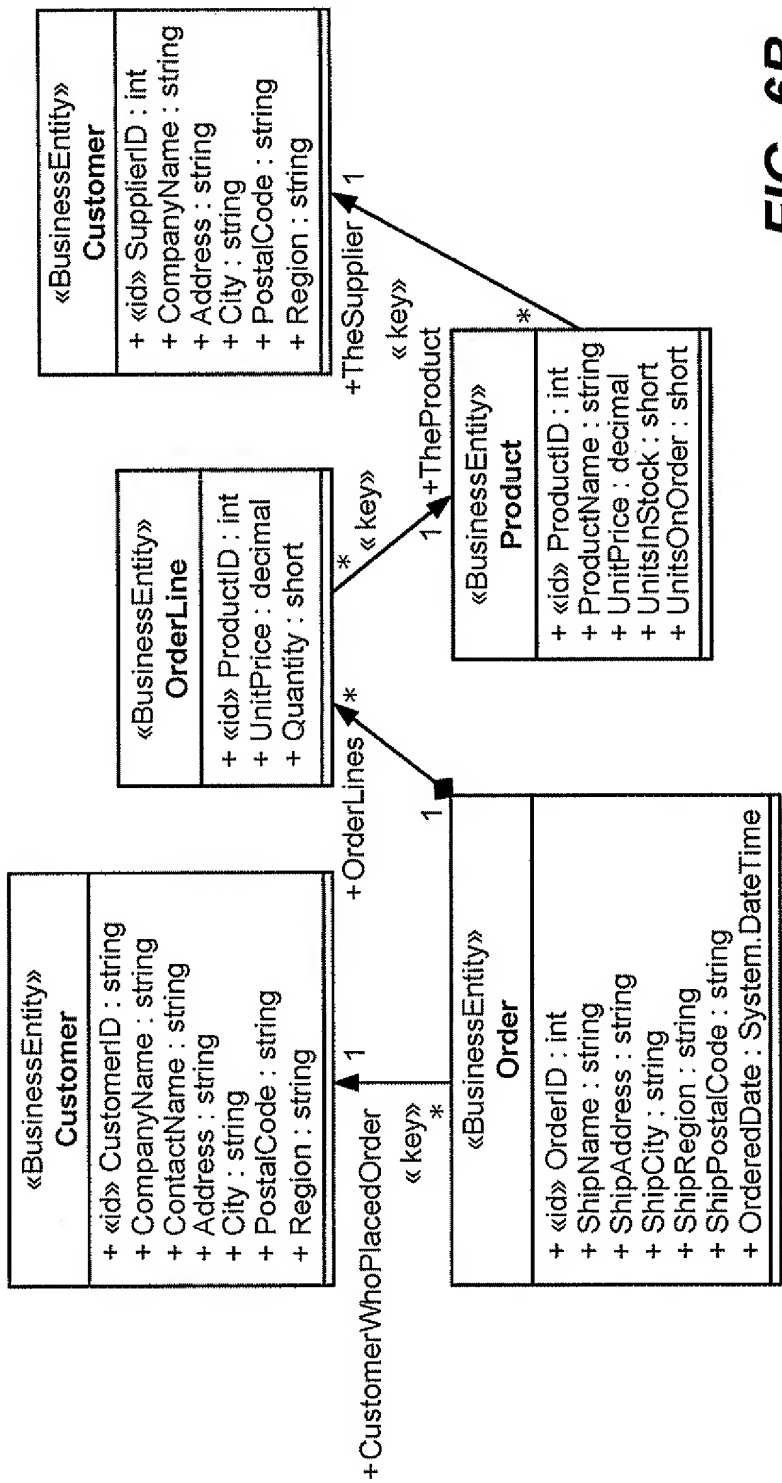 «BusinessEntity»
Customer
+ «id» CustomerID : string
+ CompanyName : string
+ ContactName : string
+ Address : string
+ City : string
+ PostalCode : string
+ Region : string
«BusinessEntity»
OrderLine
+ «id» ProductID : int
+ UnitPrice : decimal
+ Quantity : short
«BusinessEntity»
Customer
+ «id» SupplierID : int
+ CompanyName : string
+ Address : string
+ City : string
+ PostalCode : string
+ Region : string
+CustomerWhoPlacedOrder
1
« key»
*
+OrderLines
*
1
*
« key»
1
+TheProduct
+TheSupplier
1
« key»
*
«BusinessEntity»
Order
+ «id» OrderID : int
+ ShipName : string
+ ShipAddress : string
+ ShipCity : string
+ ShipRegion : string
+ ShipPostalCode : string
+ OrderedDate : System.DateTime
«BusinessEntity»
Product
+ «id» ProductID : int
+ ProductName : string
+ UnitPrice : decimal
+ UnitsInStock : short
+ UnitsOnOrder : short
FIG. 6B